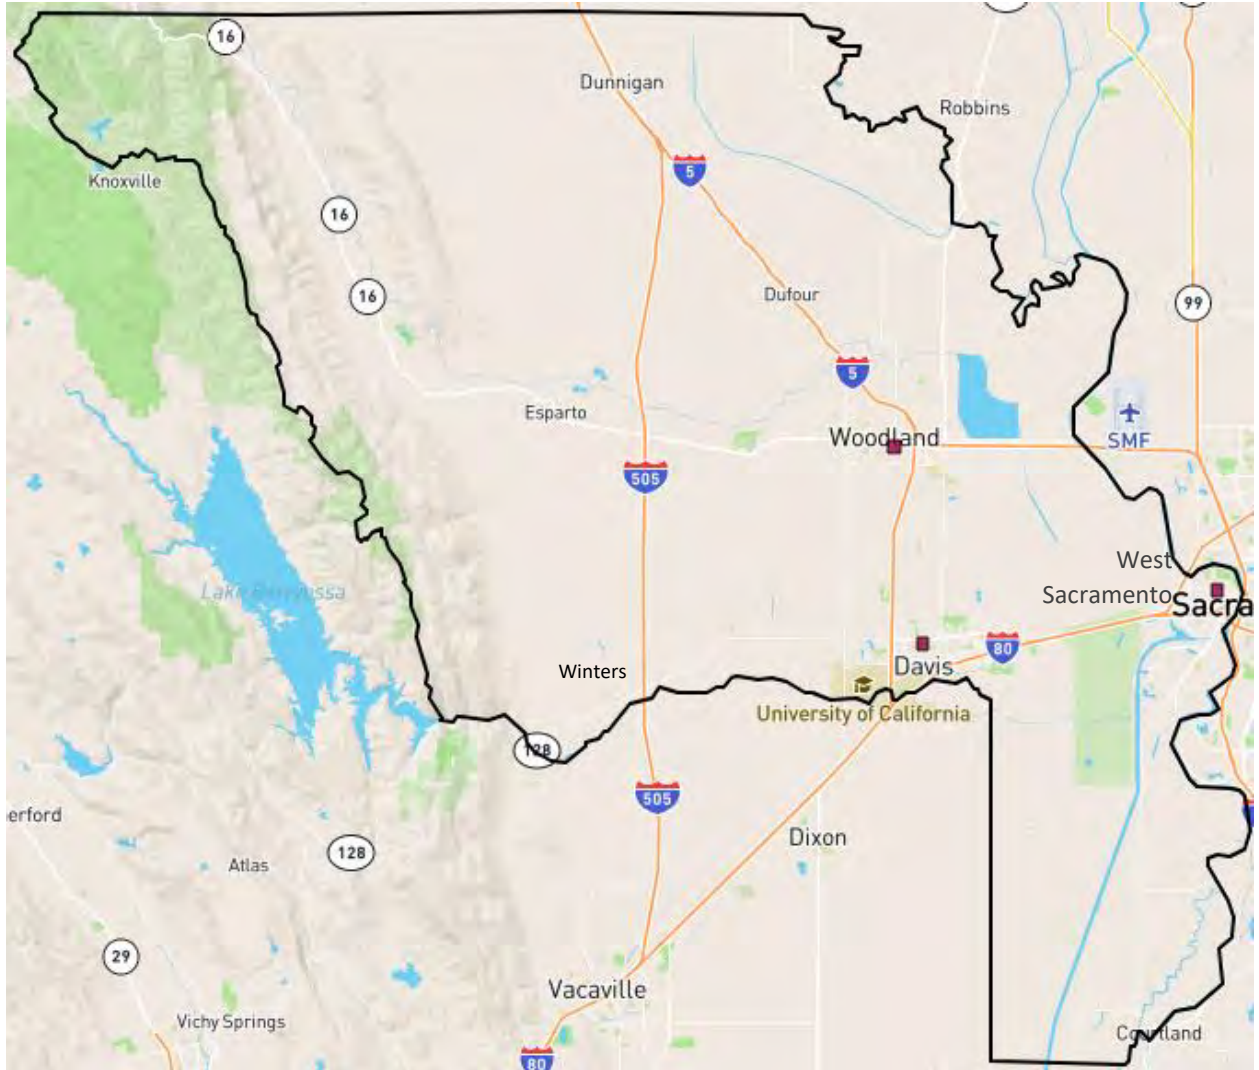 16
Dunnigan
Robbins
5
Knoxville
16
16
Dufour
99
5
Esparto
Woodland
SMF
505
West
Sacramento
Sacra
Lake Berryessa
80
Winters
Davis
University of California
128
505
Dixon
erford
128
Atlas
29
Vacaville
Vichy Springs
Courtland
80